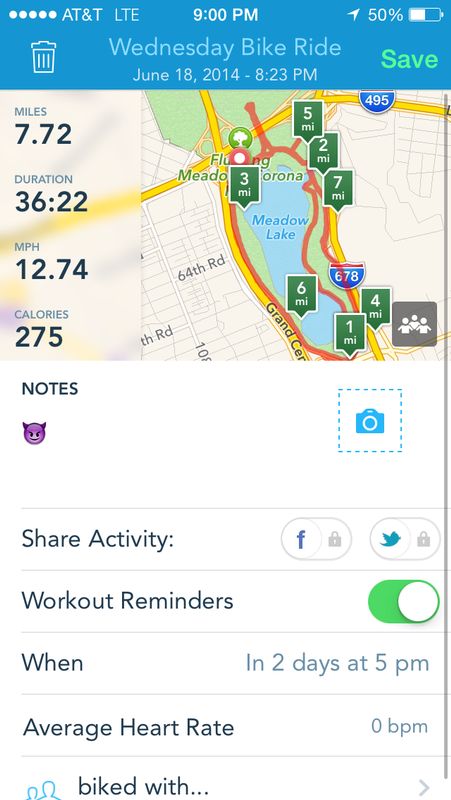 AT&T LTE 9:00 PM 50%
Wednesday Bike Ride
June 18, 2014 - 8:23 PM
Save
MILES
7.72
DURATION
36:22
MPH
12.74
CALORIES
275
495
5 mi
2 mi
Meadow Corona
3 mi
7 mi
Meadow
Lake
64th Rd
678
6 mi
4 mi
1 mi
th Rd
108
Grand Cen
NOTES
Share Activity:
f
Workout Reminders
When In 2 days at 5 pm
Average Heart Rate 0 bpm
biked with...